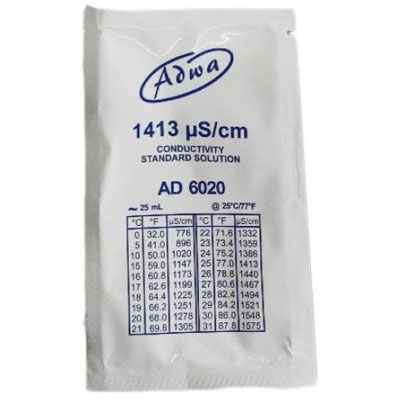 Adwa
1413 µS/cm
CONDUCTIVITY
STANDARD SOLUTION
AD 6020
~ 25 mL @ 25°C/77°F
°C °F µS/cm °C °F µS/cm
0 32.0 776 22 71.6 1332
5 41.0 896 23 73.4 1359
10 50.0 1020 24 75.2 1386
15 59.0 1147 25 77.0 1413
16 60.8 1173 26 78.8 1440
17 62.6 1199 27 80.6 1467
18 64.4 1225 28 82.4 1494
19 66.2 1251 29 84.2 1521
20 68.0 1278 30 86.0 1548
21 69.8 1305 31 87.8 1575